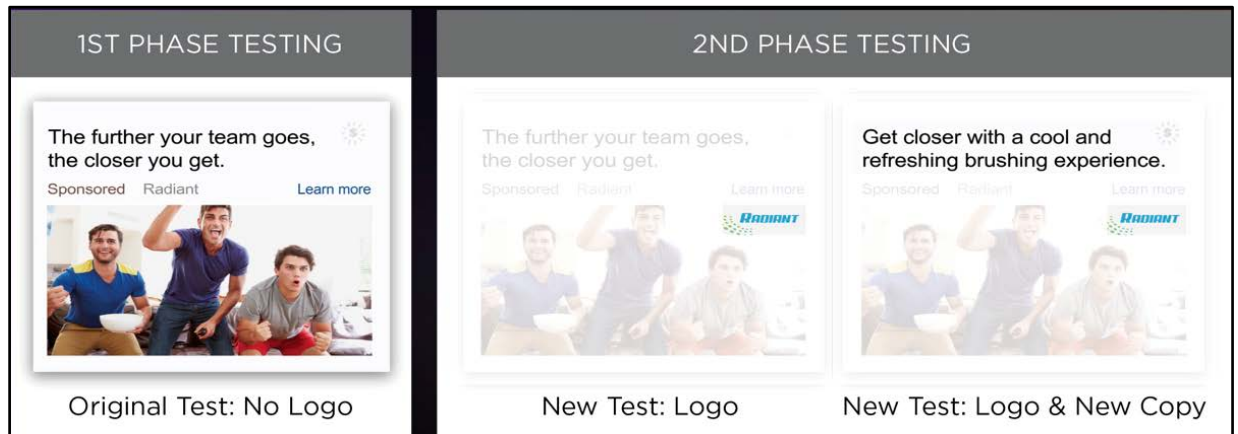 1ST PHASE TESTING
2ND PHASE TESTING
The further your team goes,
the closer you get.
Sponsored Radiant Learn more
Original Test: No Logo
The further your team goes,
the closer you get.
Sponsored Radiant Learn more
RADIANT
New Test: Logo
Get closer with a cool and
refreshing brushing experience.
Sponsored Radiant Learn more
RADIANT
New Test: Logo & New Copy